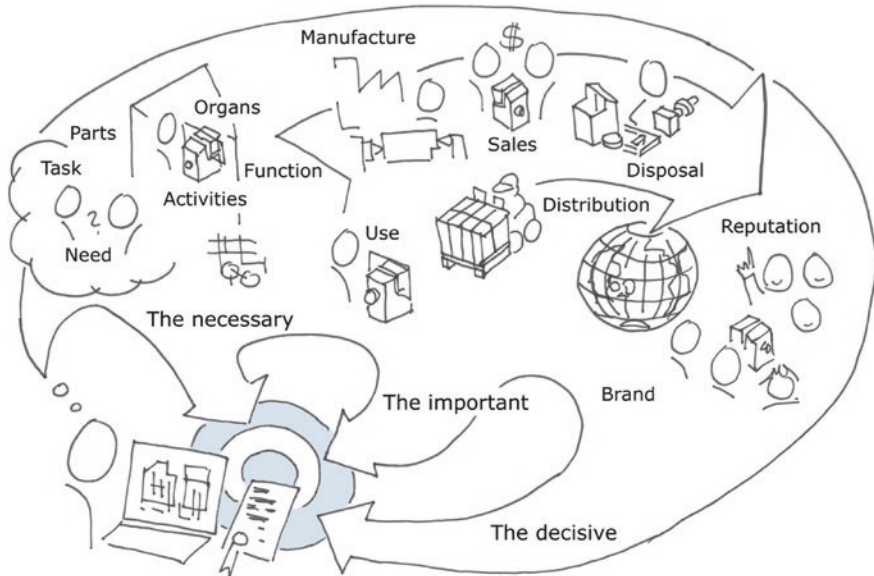 $
Manufacture
Organs
Parts
Sales
Task
Function
Disposal
Activities
Distribution
?
Use
Reputation
Need
The necessary
Brand
The important
The decisive